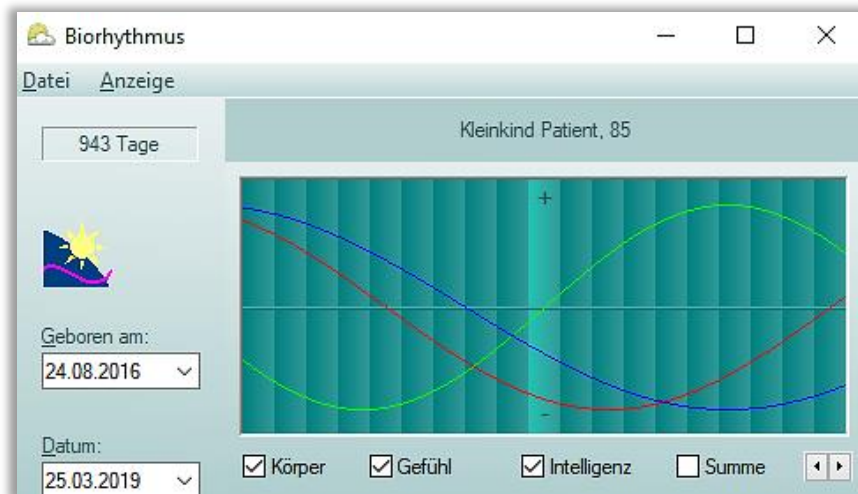 Biorhythmus
Datei Anzeige
943 Tage
Kleinkind Patient, 85
+
-
Geboren am:
24.08.2016
Datum:
25.03.2019
Körper Gefühl Intelligenz Summe